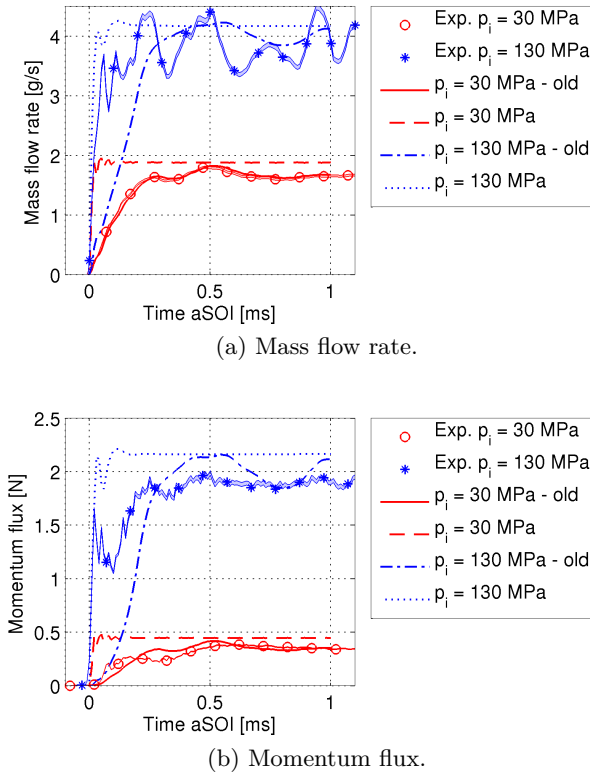 4
3
2
1
0
Mass flow rate [g/s]
0
0.5
1
Time aSOI [ms]
Exp. p_i = 30 MPa
Exp. p_i = 130 MPa
p_i = 30 MPa - old
p_i = 30 MPa
p_i = 130 MPa - old
p_i = 130 MPa
(a) Mass flow rate.
2.5
2
1.5
1
0.5
0
Momentum flux [N]
0
0.5
1
Time aSOI [ms]
Exp. p_i = 30 MPa
Exp. p_i = 130 MPa
p_i = 30 MPa - old
p_i = 30 MPa
p_i = 130 MPa - old
p_i = 130 MPa
(b) Momentum flux.